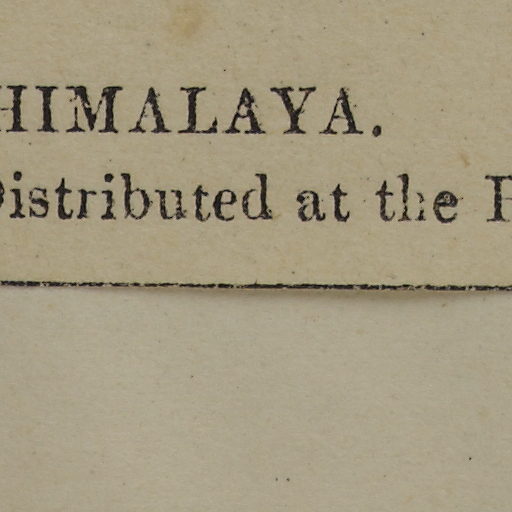 HIMALAYA.
Distributed at the